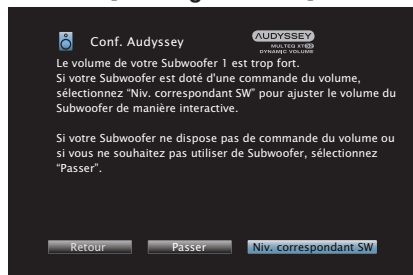 Conf. Audyssey
AUDYSSEY
MULTEQ XT32
DYNAMIC VOLUME
Le volume de votre Subwoofer 1 est trop fort.
Si votre Subwoofer est doté d'une commande du volume,
sélectionnez "Niv. correspondant SW" pour ajuster le volume du
Subwoofer de manière interactive.
Si votre Subwoofer ne dispose pas de commande du volume ou
si vous ne souhaitez pas utiliser de Subwoofer, sélectionnez
"Passer".
Retour
Passer
Niv. correspondant SW